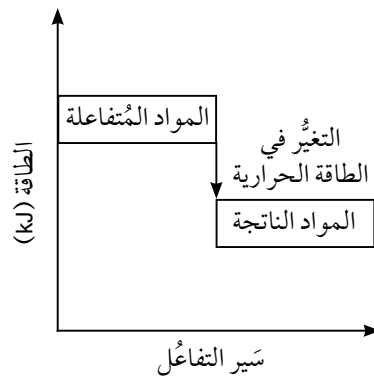 المواد المُتفاعلة
التغيُّر في
الطاقة الحرارية
المواد الناتجة
الطاقة (kJ)
سَير التفاعُل